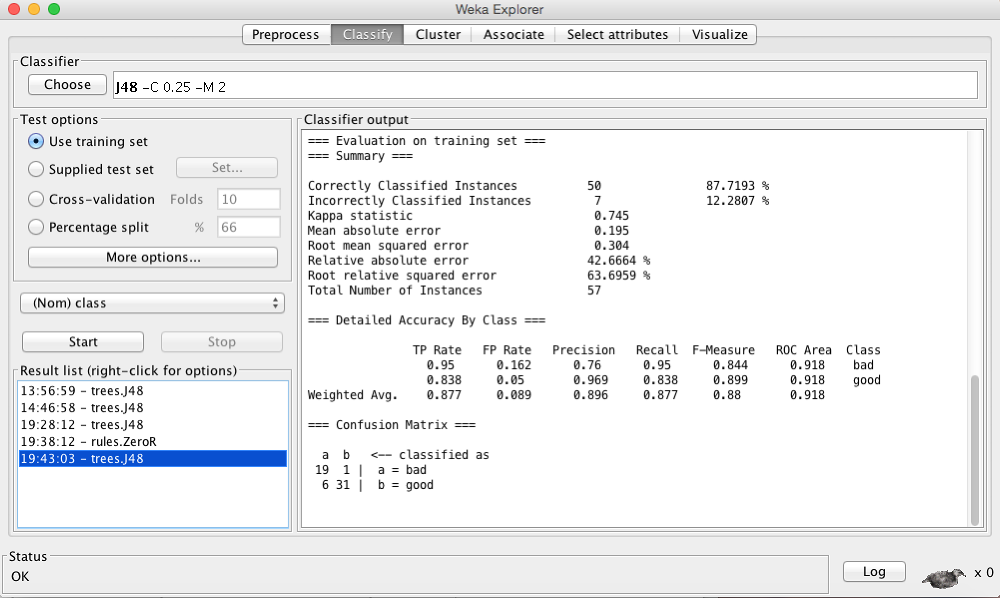 Weka Explorer
Preprocess Classify Cluster Associate Select attributes Visualize
Classifier
Choose J48 -C 0.25 -M 2
Test options
Use training set
Supplied test set Set...
Cross-validation Folds 10
Percentage split % 66
More options...
(Nom) class
Start Stop
Result list (right-click for options)
13:56:59 - trees.J48
14:46:58 - trees.J48
19:28:12 - trees.J48
19:38:12 - rules.ZeroR
19:43:03 - trees.J48
Classifier output
=== Evaluation on training set ===
=== Summary ===
Correctly Classified Instances 50 87.7193 %
Incorrectly Classified Instances 7 12.2807 %
Kappa statistic 0.745
Mean absolute error 0.195
Root mean squared error 0.304
Relative absolute error 42.6664 %
Root relative squared error 63.6959 %
Total Number of Instances 57
=== Detailed Accuracy By Class ===
TP Rate FP Rate Precision Recall F-Measure ROC Area Class
0.95 0.162 0.76 0.95 0.844 0.918 bad
0.838 0.05 0.969 0.838 0.899 0.918 good
Weighted Avg. 0.877 0.089 0.896 0.877 0.88 0.918
=== Confusion Matrix ===
a b <-- classified as
19 1 | a = bad
6 31 | b = good
Status
OK
Log x 0